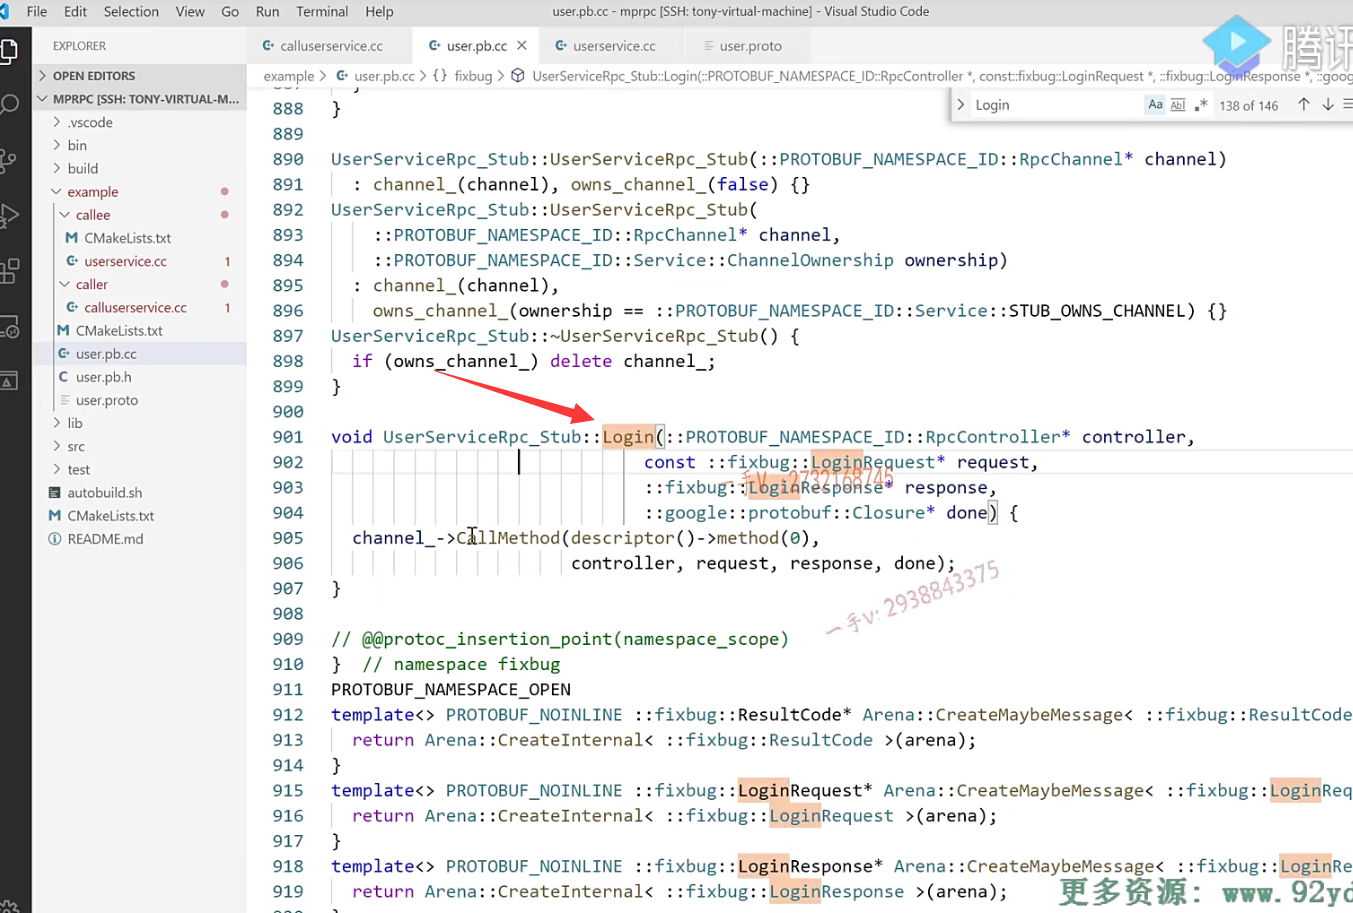 File Edit Selection View Go Run Terminal Help
user.pb.cc - mprpc [SSH: tony-virtual-machine] - Visual Studio Code
腾讯
EXPLORER
OPEN EDITORS
MPRPC [SSH: TONY-VIRTUAL-M...
.vscode
bin
build
example
callee
CMakeLists.txt
userservice.cc 1
caller
calluserservice.cc 1
CMakeLists.txt
user.pb.cc
user.pb.h
user.proto
lib
src
test
autobuild.sh
CMakeLists.txt
README.md
calluserservice.cc user.pb.cc userservice.cc user.proto
example > user.pb.cc > {} fixbug > UserServiceRpc_Stub::Login(::PROTOBUF_NAMESPACE_ID::RpcController *, const::fixbug::LoginRequest *, ::fixbug::LoginResponse *, ::goog
Login Aa Abl .* 138 of 146
888 }
889
890 UserServiceRpc_Stub::UserServiceRpc_Stub(::PROTOBUF_NAMESPACE_ID::RpcChannel* channel)
891 : channel_(channel), owns_channel_(false) {}
892 UserServiceRpc_Stub::UserServiceRpc_Stub(
893 ::PROTOBUF_NAMESPACE_ID::RpcChannel* channel,
894 ::PROTOBUF_NAMESPACE_ID::Service::ChannelOwnership ownership)
895 : channel_(channel),
896 owns_channel_(ownership == ::PROTOBUF_NAMESPACE_ID::Service::STUB_OWNS_CHANNEL) {}
897 UserServiceRpc_Stub::~UserServiceRpc_Stub() {
898 if (owns_channel_) delete channel_;
899 }
900
901 void UserServiceRpc_Stub::Login(::PROTOBUF_NAMESPACE_ID::RpcController* controller,
902 const ::fixbug::LoginRequest* request,
903 ::fixbug::LoginResponse* response,
904 ::google::protobuf::Closure* done) {
905 channel_->CallMethod(descriptor()->method(0),
906 controller, request, response, done);
907 }
908
909 // @@protoc_insertion_point(namespace_scope)
910 } // namespace fixbug
911 PROTOBUF_NAMESPACE_OPEN
912 template<> PROTOBUF_NOINLINE ::fixbug::ResultCode* Arena::CreateMaybeMessage< ::fixbug::ResultCode
913 return Arena::CreateInternal< ::fixbug::ResultCode >(arena);
914 }
915 template<> PROTOBUF_NOINLINE ::fixbug::LoginRequest* Arena::CreateMaybeMessage< ::fixbug::LoginReq
916 return Arena::CreateInternal< ::fixbug::LoginRequest >(arena);
917 }
918 template<> PROTOBUF_NOINLINE ::fixbug::LoginResponse* Arena::CreateMaybeMessage< ::fixbug::LoginRe
919 return Arena::CreateInternal< ::fixbug::LoginResponse >(arena);
一手V：2732168745
一手v: 2938843375
更多资源: www.92yd